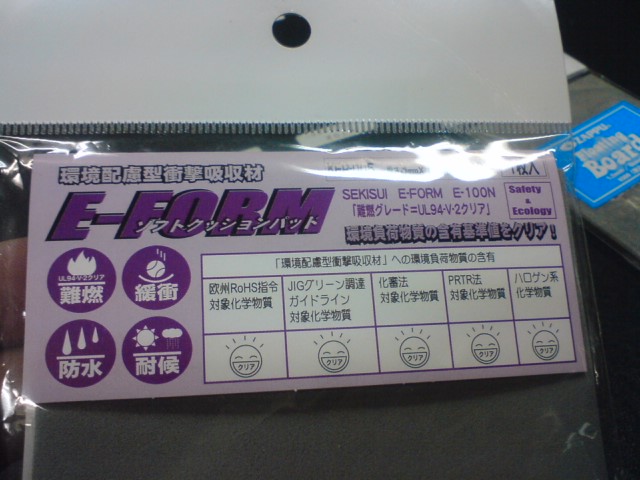 環境配慮型衝撃吸収材
1枚入
E-FORM
ソフトクッションパッド
SEKISUI E-FORM E-100N
「難燃グレード=UL94-V-2クリア」
環境負荷物質の含有基準値をクリア!
Safety
&
Ecology
UL94-V-2クリア
難燃
緩衝
防水
耐候
「環境配慮型衝撃吸収材」への環境負荷物質の含有
欧州RoHS指令
対象化学物質
JIGグリーン調達
ガイドライン
対象化学物質
化審法
対象化学物質
PRTR法
対象化学物質
ハロゲン系
化学物質
クリア
クリア
クリア
クリア
クリア
Board